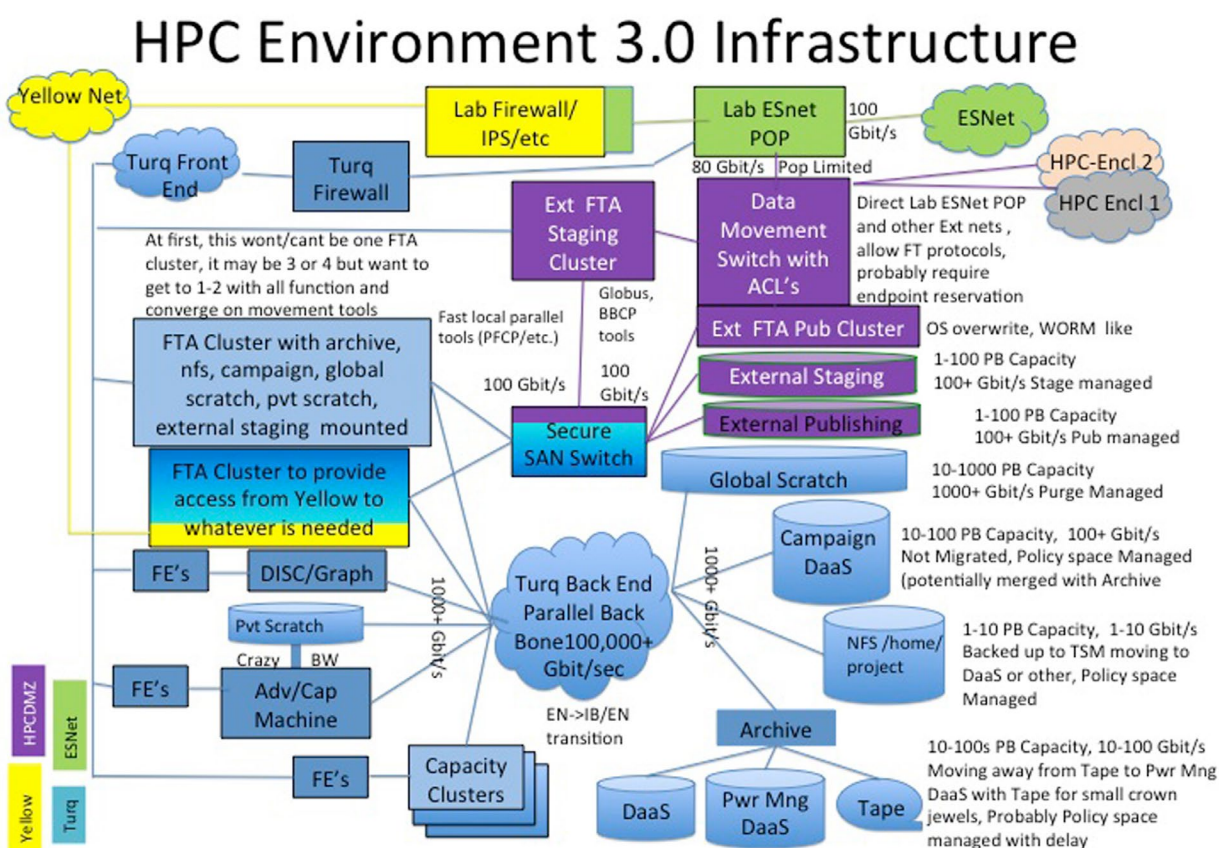 HPC Environment 3.0 Infrastructure
Yellow Net
Lab Firewall/
IPS/etc
Lab ESnet
POP
100
Gbit/s
ESNet
Turq Front
End
Turq
Firewall
80 Gbit/s
Pop Limited
HPC-Encl 2
HPC Encl 1
Ext FTA
Staging
Cluster
Data
Movement
Switch with
ACL's
Direct Lab ESNet POP
and other Ext nets ,
allow FT protocols,
probably require
endpoint reservation
At first, this wont/cant be one FTA
cluster, it may be 3 or 4 but want to
get to 1-2 with all function and
converge on movement tools
Fast local parallel
tools (PFCP/etc.)
Globus,
BBCP
tools
Ext FTA Pub Cluster
OS overwrite, WORM like
FTA Cluster with archive,
nfs, campaign, global
scratch, pvt scratch,
external staging mounted
100 Gbit/s
100
Gbit/s
External Staging
1-100 PB Capacity
100+ Gbit/s Stage managed
External Publishing
1-100 PB Capacity
100+ Gbit/s Pub managed
Secure
SAN Switch
FTA Cluster to provide
access from Yellow to
whatever is needed
Global Scratch
10-1000 PB Capacity
1000+ Gbit/s Purge Managed
Campaign
DaaS
10-100 PB Capacity, 100+ Gbit/s
Not Migrated, Policy space Managed
(potentially merged with Archive
FE's
DISC/Graph
1000+ Gbit/s
Turq Back End
Parallel Back
Bone100,000+
Gbit/sec
1000+ Gbit/s
Pvt Scratch
Crazy
BW
NFS /home/
project
1-10 PB Capacity, 1-10 Gbit/s
Backed up to TSM moving to
DaaS or other, Policy space
Managed
FE's
Adv/Cap
Machine
EN->IB/EN
transition
Archive
FE's
Capacity
Clusters
DaaS
Pwr Mng
DaaS
Tape
10-100s PB Capacity, 10-100 Gbit/s
Moving away from Tape to Pwr Mng
DaaS with Tape for small crown
jewels, Probably Policy space
managed with delay
HPCDMZ
ESNet
Yellow
Turq